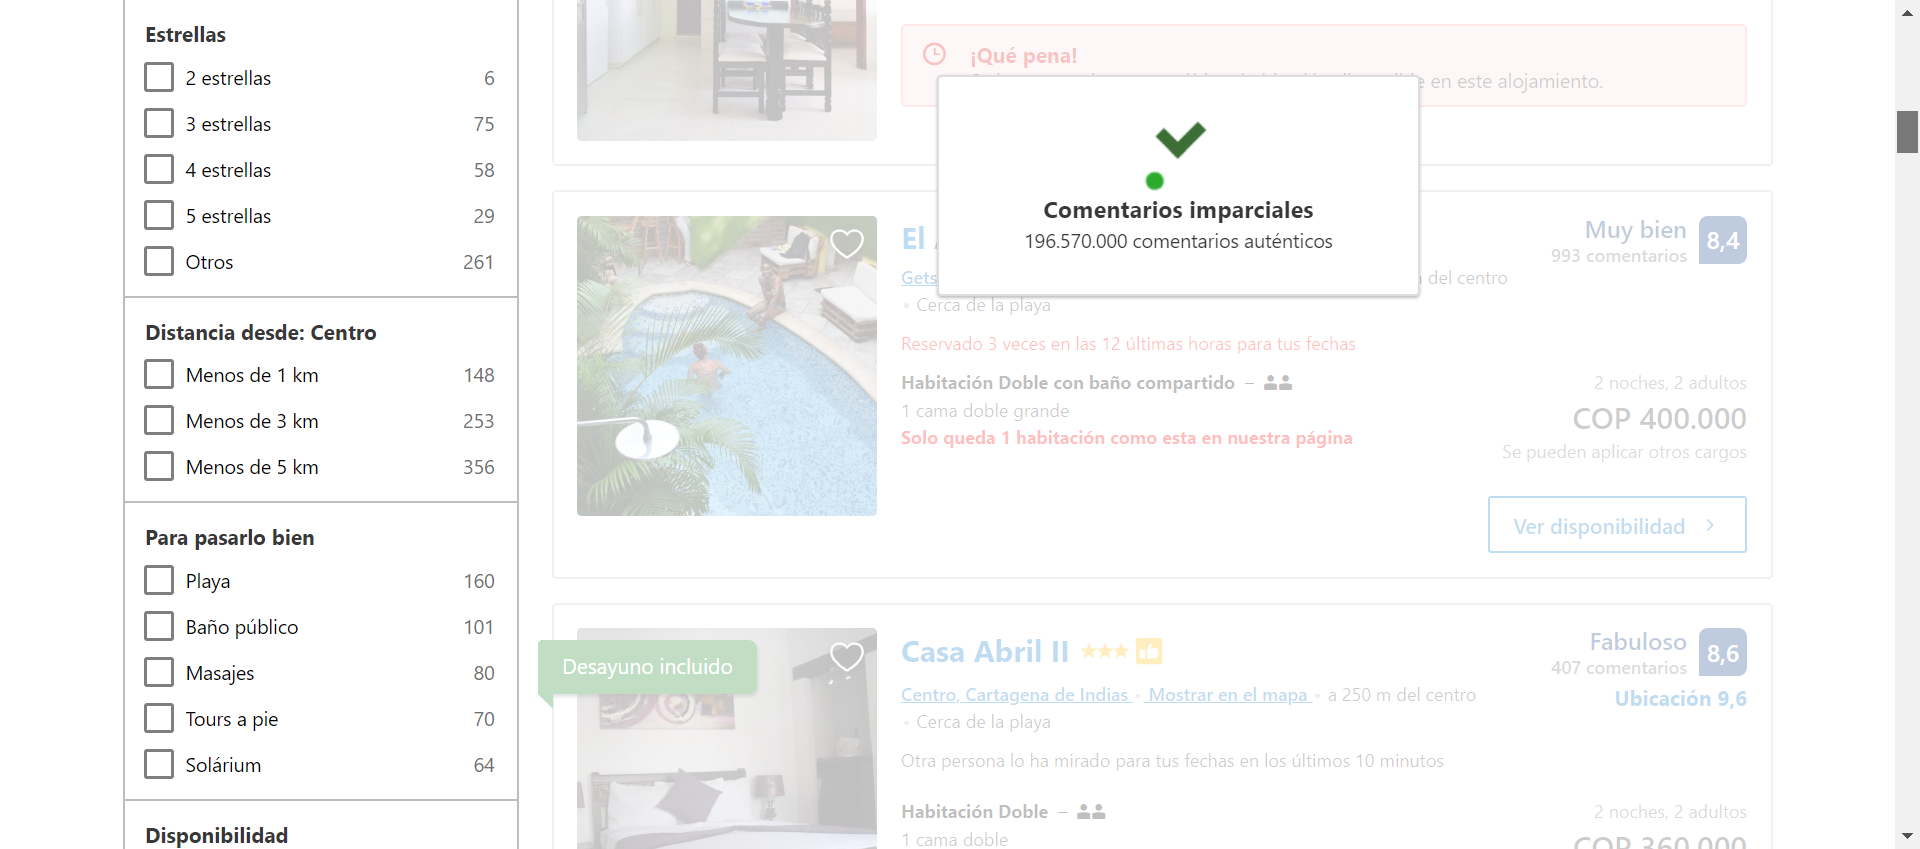 Estrellas
2 estrellas 6
3 estrellas 75
4 estrellas 58
5 estrellas 29
Otros 261
Distancia desde: Centro
Menos de 1 km 148
Menos de 3 km 253
Menos de 5 km 356
Para pasarlo bien
Playa 160
Baño público 101
Masajes 80
Tours a pie 70
Solárium 64
Disponibilidad
¡Qué pena!
en este alojamiento.
Comentarios imparciales
196.570.000 comentarios auténticos
El
Muy bien 8,4
993 comentarios
Gets
del centro
• Cerca de la playa
Reservado 3 veces en las 12 últimas horas para tus fechas
Habitación Doble con baño compartido –
1 cama doble grande
Solo queda 1 habitación como esta en nuestra página
2 noches, 2 adultos
COP 400.000
Se pueden aplicar otros cargos
Ver disponibilidad
Desayuno incluido
Casa Abril II
Fabuloso 8,6
407 comentarios
Ubicación 9,6
Centro, Cartagena de Indias • Mostrar en el mapa • a 250 m del centro
• Cerca de la playa
Otra persona lo ha mirado para tus fechas en los últimos 10 minutos
Habitación Doble –
1 cama doble
2 noches, 2 adultos
COP 360.000